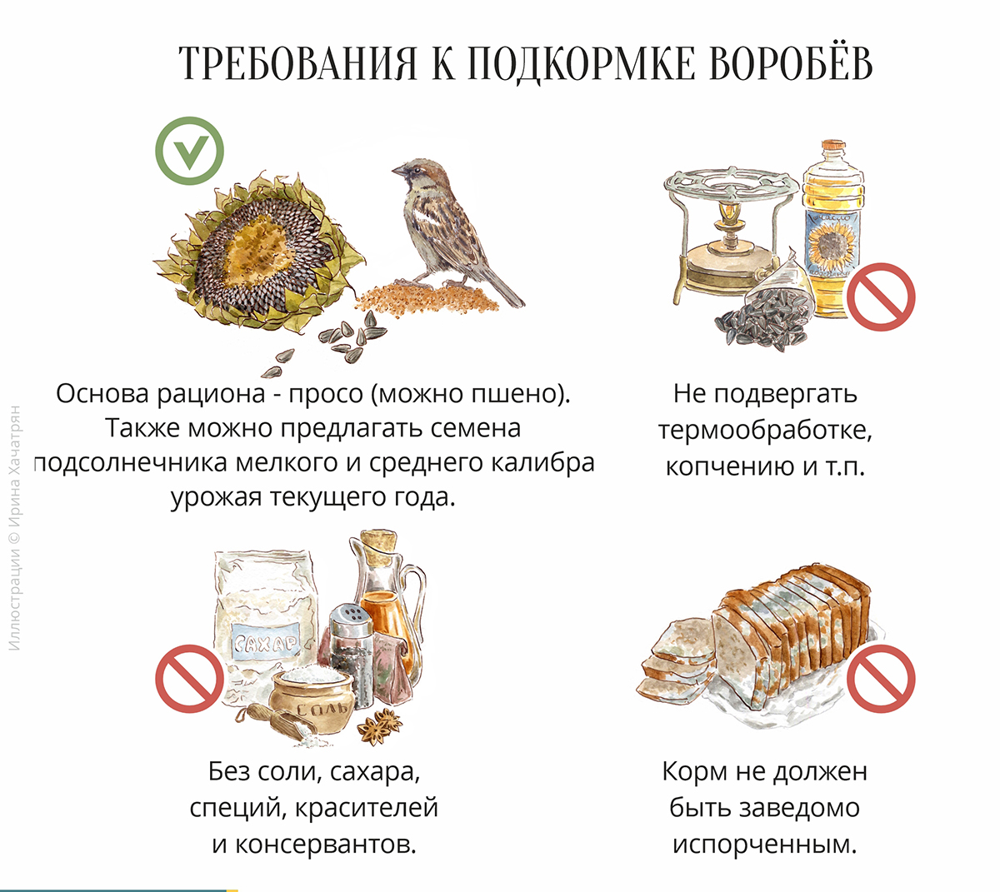 ТРЕБОВАНИЯ К ПОДКОРМКЕ ВОРОБЁВ
Основа рациона - просо (можно пшено).
Также можно предлагать семена
подсолнечника мелкого и среднего калибра
урожая текущего года.
Не подвергать
термообработке,
копчению и т.п.
САХАР
СОЛЬ
Без соли, сахара,
специй, красителей
и консервантов.
Корм не должен
быть заведомо
испорченным.
Иллюстрации © Ирина Хачатрян